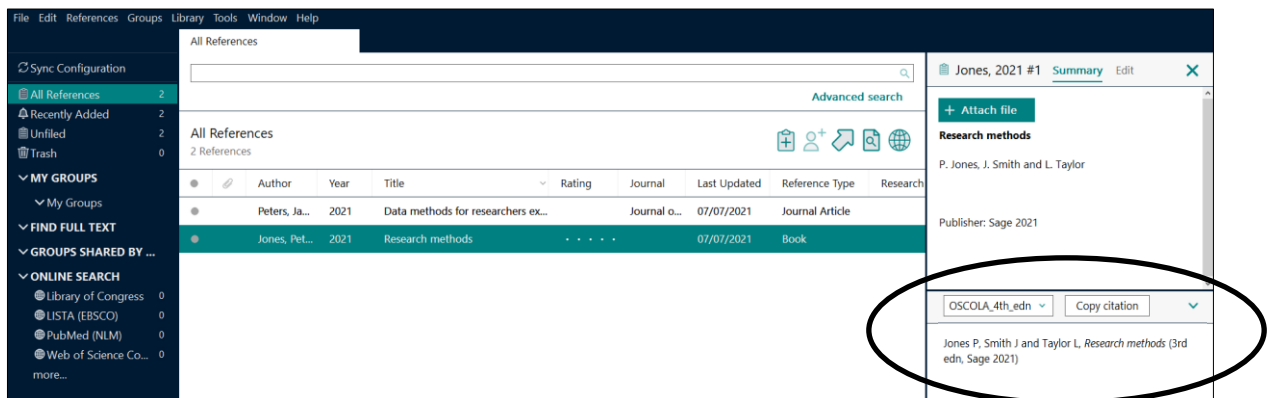 File Edit References Groups Library Tools Window Help
All References
Sync Configuration
All References 2
Recently Added 2
Unfiled 2
Trash 0
MY GROUPS
My Groups
FIND FULL TEXT
GROUPS SHARED BY ...
ONLINE SEARCH
Library of Congress 0
LISTA (EBSCO) 0
PubMed (NLM) 0
Web of Science Co... 0
more...
Advanced search
All References
2 References
Author Year Title Rating Journal Last Updated Reference Type Research
Peters, Ja... 2021 Data methods for researchers ex... Journal o... 07/07/2021 Journal Article
Jones, Pet... 2021 Research methods 07/07/2021 Book
Jones, 2021 #1 Summary Edit
+ Attach file
Research methods
P. Jones, J. Smith and L. Taylor
Publisher: Sage 2021
OSCOLA_4th_edn Copy citation
Jones P, Smith J and Taylor L, Research methods (3rd
edn, Sage 2021)